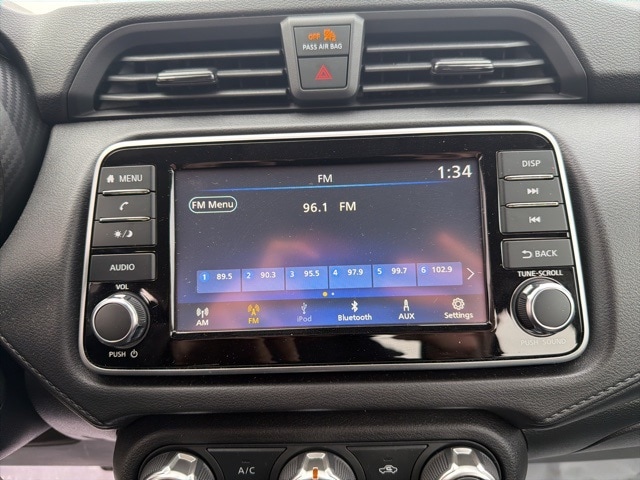 OFF
PASS AIR BAG
MENU
AUDIO
VOL
PUSH
FM
1:34
FM Menu
96.1 FM
1 89.5 2 90.3 3 95.5 4 97.9 5 99.7 6 102.9
AM FM iPod Bluetooth AUX Settings
DISP
BACK
TUNE·SCROLL
PUSH·SOUND
A/C